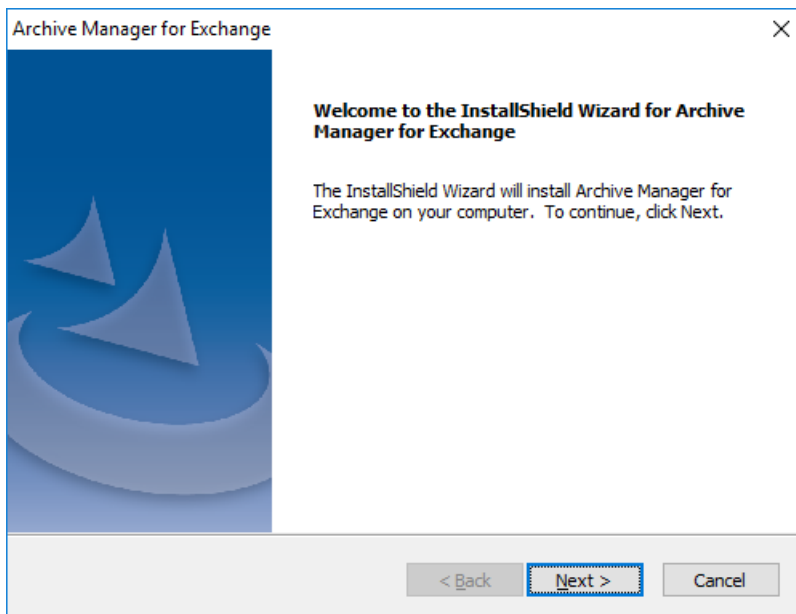 Archive Manager for Exchange
Welcome to the InstallShield Wizard for Archive
Manager for Exchange
The InstallShield Wizard will install Archive Manager for
Exchange on your computer.  To continue, click Next.
< Back
Next >
Cancel